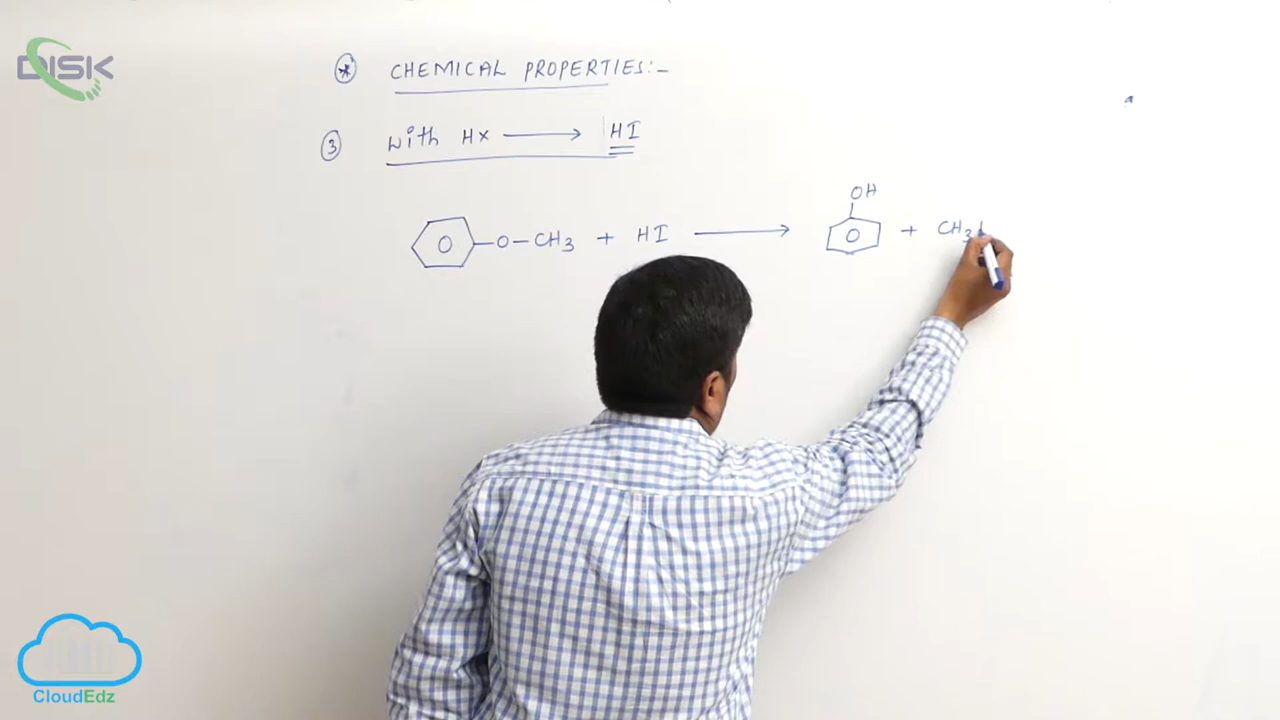 DISK
* CHEMICAL PROPERTIES:-
3 with HX ⟶ HI
OH
O -O-CH3 + HI ⟶ O + CH3
CloudEdz